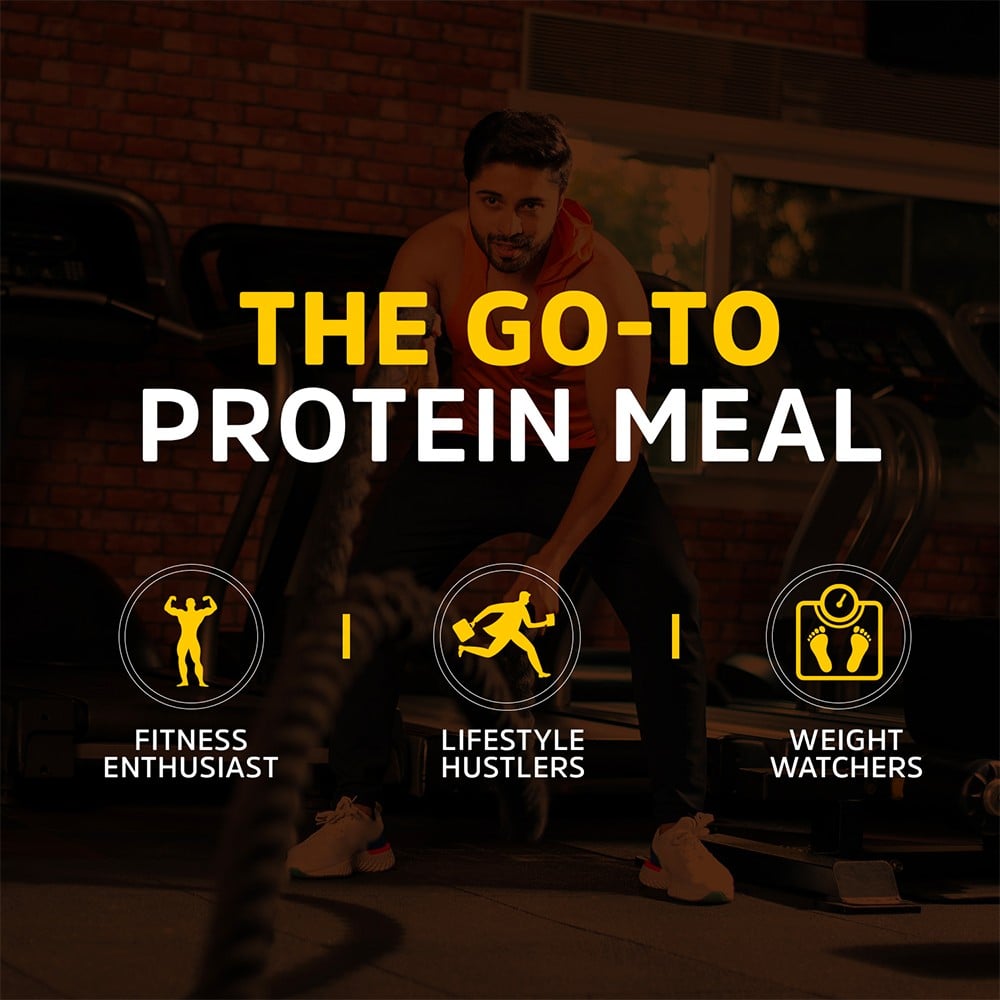 THE GO-TO
PROTEIN MEAL
FITNESS
ENTHUSIAST
LIFESTYLE
HUSTLERS
WEIGHT
WATCHERS